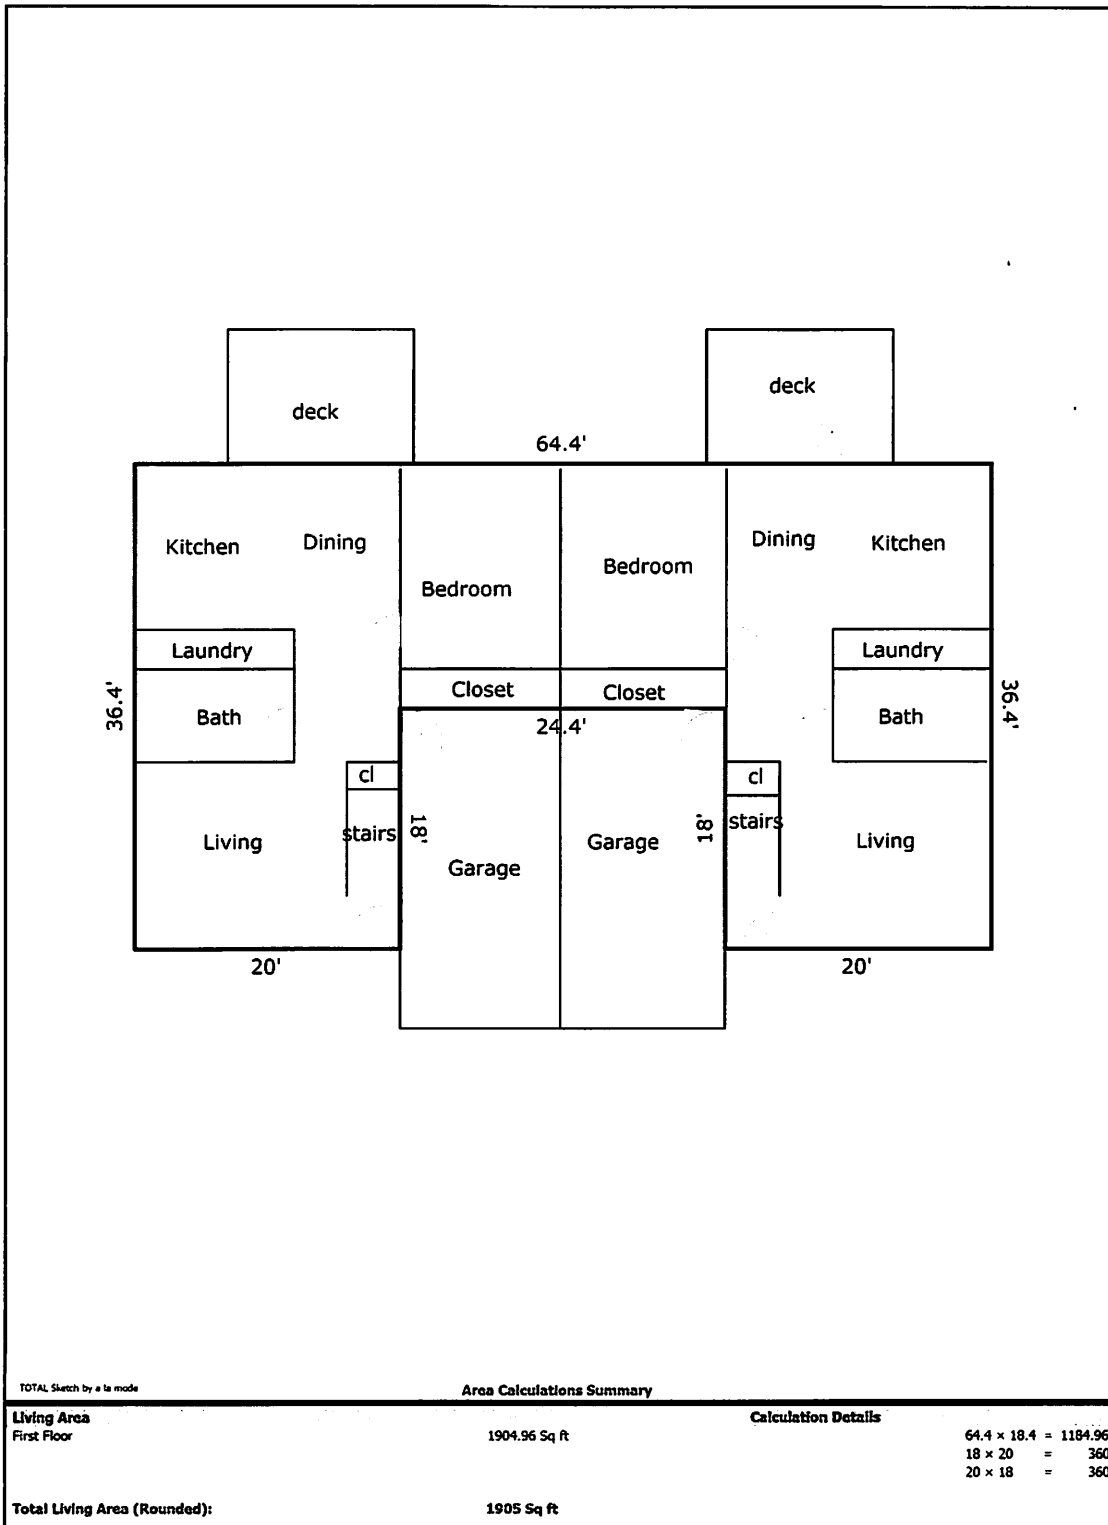 deck
deck
64.4'
Kitchen
Dining
Dining
Kitchen
Bedroom
Bedroom
Laundry
Laundry
36.4'
Closet
Closet
36.4'
Bath
24.4'
Bath
cl
cl
stairs
18'
18'
stairs
Living
Garage
Garage
Living
20'
20'
TOTAL Sketch by a la mode
Area Calculations Summary
Living Area
Calculation Details
First Floor
1904.96 Sq ft
64.4 × 18.4 = 1184.96
18 × 20 = 360
20 × 18 = 360
Total Living Area (Rounded):
1905 Sq ft